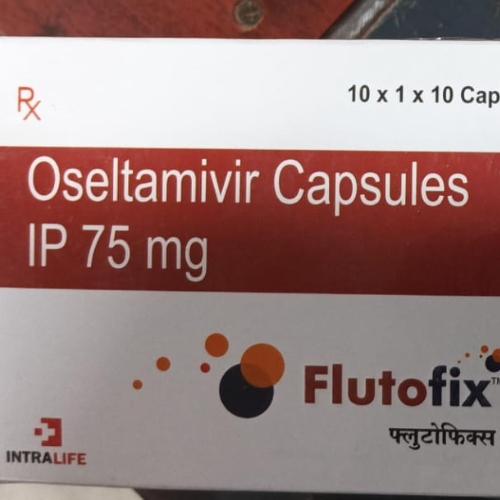 Rx
10 x 1 x 10 Cap
Oseltamivir Capsules
IP 75 mg
Flutofix™
फ्लुटोफिक्स
INTRALIFE